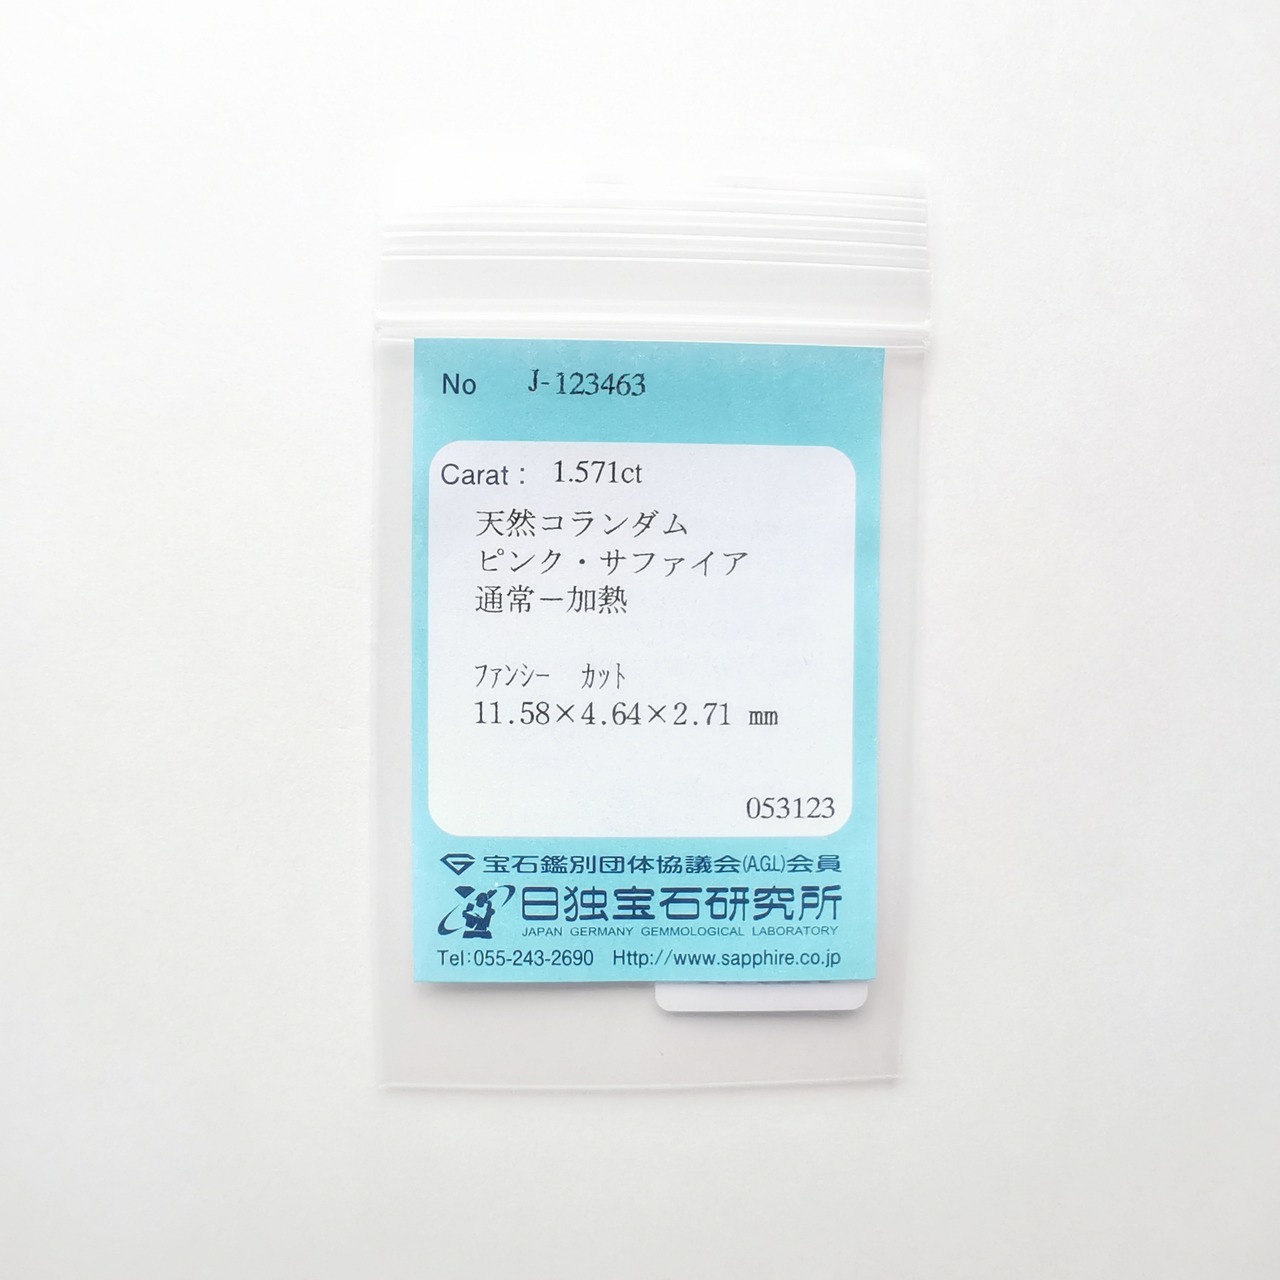 No J-123463
Carat : 1.571ct
天然コランダム
ピンク・サファイア
通常－加熱
ﾌｧﾝｼｰ ｶｯﾄ
11.58×4.64×2.71 mm
053123
宝石鑑別団体協議会(AGL)会員
日独宝石研究所
JAPAN GERMANY GEMMOLOGICAL LABORATORY
Tel:055-243-2690 Http://www.sapphire.co.jp